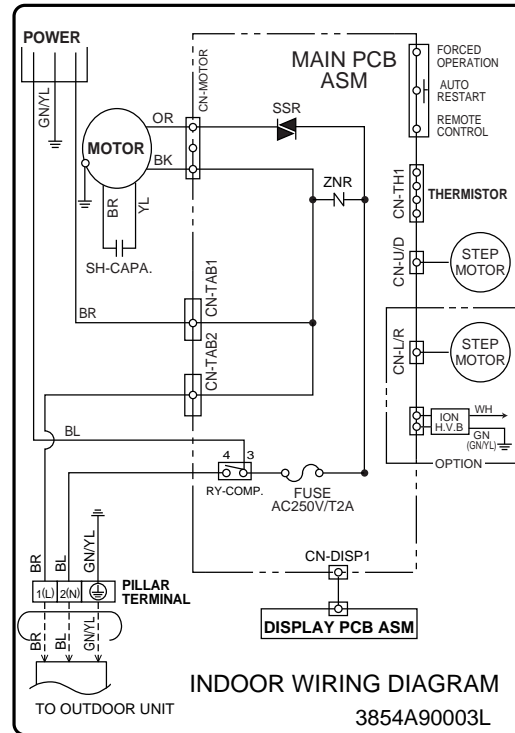 POWER
GN/YL
CN-MOTOR
MAIN PCB
ASM
FORCED
OPERATION
AUTO
RESTART
REMOTE
CONTROL
OR
SSR
MOTOR
BK
ZNR
BR
YL
SH-CAPA.
CN-TH1
THERMISTOR
CN-U/D
STEP
MOTOR
BR
CN-TAB1
CN-TAB2
CN-L/R
STEP
MOTOR
ION
H.V.B
WH
GN
(GN/YL)
OPTION
BL
4 3
RY-COMP.
FUSE
AC250V/T2A
BR
BL
GN/YL
1(L) 2(N)
PILLAR
TERMINAL
CN-DISP1
DISPLAY PCB ASM
BR
BL
GN/YL
TO OUTDOOR UNIT
INDOOR WIRING DIAGRAM
3854A90003L